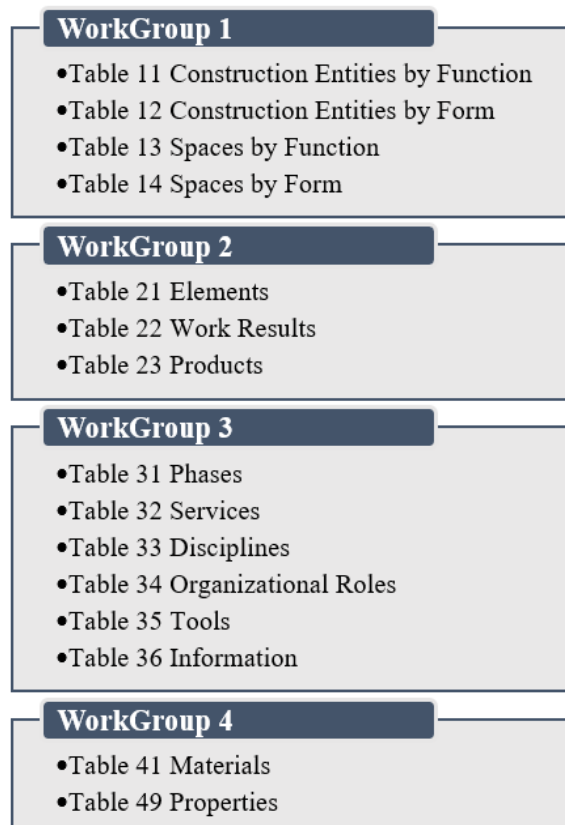 WorkGroup 1
•Table 11 Construction Entities by Function
•Table 12 Construction Entities by Form
•Table 13 Spaces by Function
•Table 14 Spaces by Form
WorkGroup 2
•Table 21 Elements
•Table 22 Work Results
•Table 23 Products
WorkGroup 3
•Table 31 Phases
•Table 32 Services
•Table 33 Disciplines
•Table 34 Organizational Roles
•Table 35 Tools
•Table 36 Information
WorkGroup 4
•Table 41 Materials
•Table 49 Properties